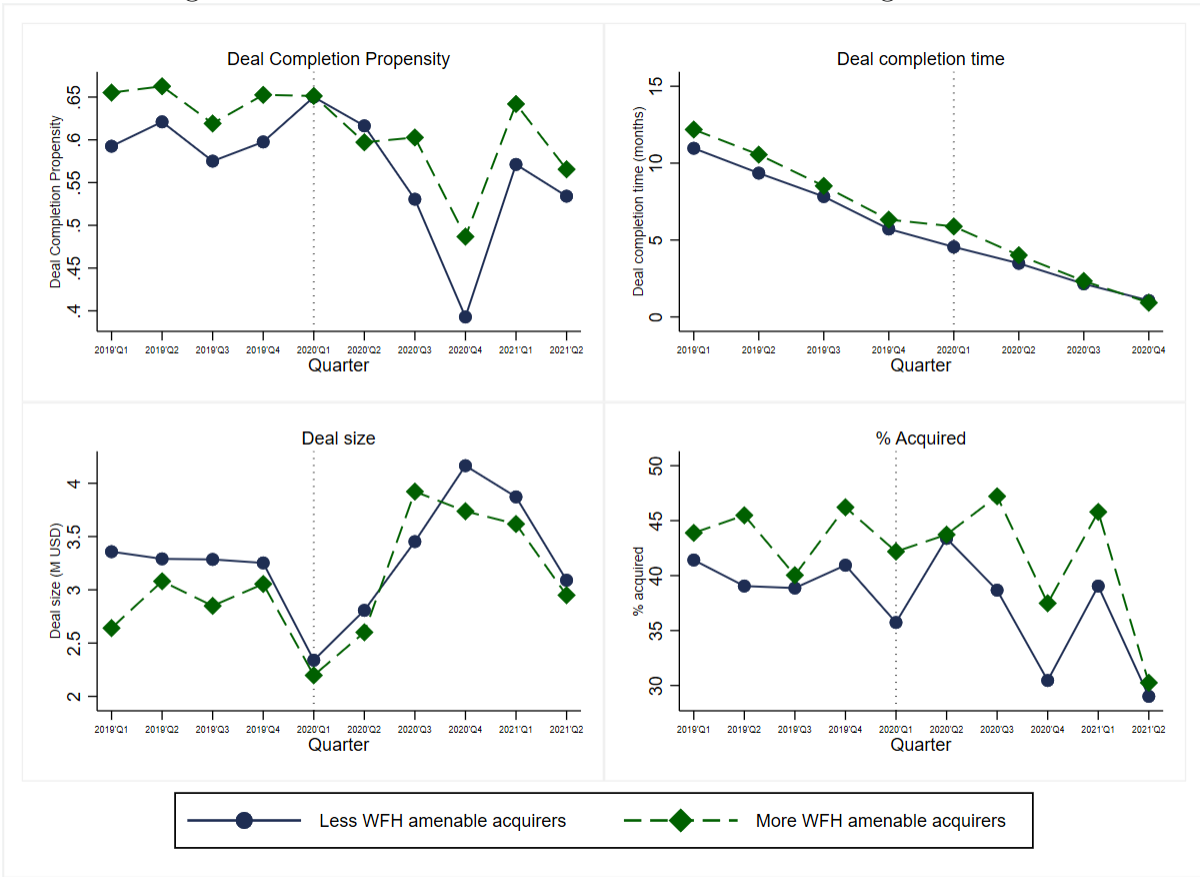 Deal Completion Propensity
Deal Completion Propensity
.65
.6
.55
.5
.45
.4
2019'Q1 2019'Q2 2019'Q3 2019'Q4 2020'Q1 2020'Q2 2020'Q3 2020'Q4 2021'Q1 2021'Q2
Quarter
Deal completion time
Deal completion time (months)
15
10
5
0
2019'Q1 2019'Q2 2019'Q3 2019'Q4 2020'Q1 2020'Q2 2020'Q3 2020'Q4
Quarter
Deal size
Deal size (M USD)
4
3.5
3
2.5
2
2019'Q1 2019'Q2 2019'Q3 2019'Q4 2020'Q1 2020'Q2 2020'Q3 2020'Q4 2021'Q1 2021'Q2
Quarter
% Acquired
% acquired
50
45
40
35
30
2019'Q1 2019'Q2 2019'Q3 2019'Q4 2020'Q1 2020'Q2 2020'Q3 2020'Q4 2021'Q1 2021'Q2
Quarter
Less WFH amenable acquirers
More WFH amenable acquirers